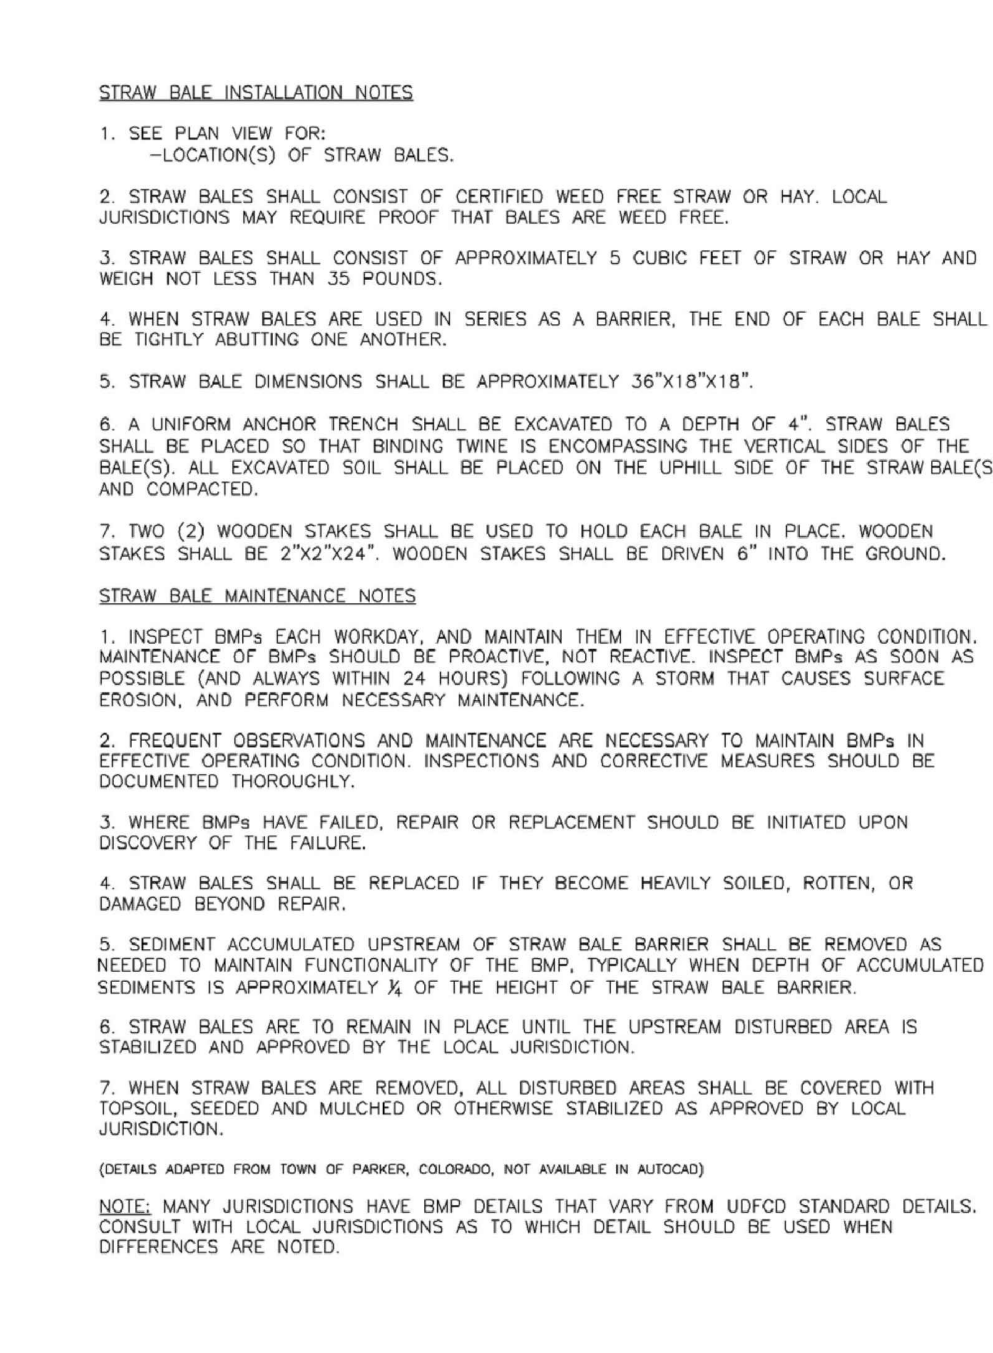 STRAW BALE INSTALLATION NOTES
1. SEE PLAN VIEW FOR:
–LOCATION(S) OF STRAW BALES.
2. STRAW BALES SHALL CONSIST OF CERTIFIED WEED FREE STRAW OR HAY. LOCAL
JURISDICTIONS MAY REQUIRE PROOF THAT BALES ARE WEED FREE.
3. STRAW BALES SHALL CONSIST OF APPROXIMATELY 5 CUBIC FEET OF STRAW OR HAY AND
WEIGH NOT LESS THAN 35 POUNDS.
4. WHEN STRAW BALES ARE USED IN SERIES AS A BARRIER, THE END OF EACH BALE SHALL
BE TIGHTLY ABUTTING ONE ANOTHER.
5. STRAW BALE DIMENSIONS SHALL BE APPROXIMATELY 36"X18"X18".
6. A UNIFORM ANCHOR TRENCH SHALL BE EXCAVATED TO A DEPTH OF 4". STRAW BALES
SHALL BE PLACED SO THAT BINDING TWINE IS ENCOMPASSING THE VERTICAL SIDES OF THE
BALE(S). ALL EXCAVATED SOIL SHALL BE PLACED ON THE UPHILL SIDE OF THE STRAW BALE(S
AND COMPACTED.
7. TWO (2) WOODEN STAKES SHALL BE USED TO HOLD EACH BALE IN PLACE. WOODEN
STAKES SHALL BE 2"X2"X24". WOODEN STAKES SHALL BE DRIVEN 6" INTO THE GROUND.
STRAW BALE MAINTENANCE NOTES
1. INSPECT BMPs EACH WORKDAY, AND MAINTAIN THEM IN EFFECTIVE OPERATING CONDITION.
MAINTENANCE OF BMPs SHOULD BE PROACTIVE, NOT REACTIVE. INSPECT BMPs AS SOON AS
POSSIBLE (AND ALWAYS WITHIN 24 HOURS) FOLLOWING A STORM THAT CAUSES SURFACE
EROSION, AND PERFORM NECESSARY MAINTENANCE.
2. FREQUENT OBSERVATIONS AND MAINTENANCE ARE NECESSARY TO MAINTAIN BMPs IN
EFFECTIVE OPERATING CONDITION. INSPECTIONS AND CORRECTIVE MEASURES SHOULD BE
DOCUMENTED THOROUGHLY.
3. WHERE BMPs HAVE FAILED, REPAIR OR REPLACEMENT SHOULD BE INITIATED UPON
DISCOVERY OF THE FAILURE.
4. STRAW BALES SHALL BE REPLACED IF THEY BECOME HEAVILY SOILED, ROTTEN, OR
DAMAGED BEYOND REPAIR.
5. SEDIMENT ACCUMULATED UPSTREAM OF STRAW BALE BARRIER SHALL BE REMOVED AS
NEEDED TO MAINTAIN FUNCTIONALITY OF THE BMP, TYPICALLY WHEN DEPTH OF ACCUMULATED
SEDIMENTS IS APPROXIMATELY ¼ OF THE HEIGHT OF THE STRAW BALE BARRIER.
6. STRAW BALES ARE TO REMAIN IN PLACE UNTIL THE UPSTREAM DISTURBED AREA IS
STABILIZED AND APPROVED BY THE LOCAL JURISDICTION.
7. WHEN STRAW BALES ARE REMOVED, ALL DISTURBED AREAS SHALL BE COVERED WITH
TOPSOIL, SEEDED AND MULCHED OR OTHERWISE STABILIZED AS APPROVED BY LOCAL
JURISDICTION.
(DETAILS ADAPTED FROM TOWN OF PARKER, COLORADO, NOT AVAILABLE IN AUTOCAD)
NOTE: MANY JURISDICTIONS HAVE BMP DETAILS THAT VARY FROM UDFCD STANDARD DETAILS.
CONSULT WITH LOCAL JURISDICTIONS AS TO WHICH DETAIL SHOULD BE USED WHEN
DIFFERENCES ARE NOTED.